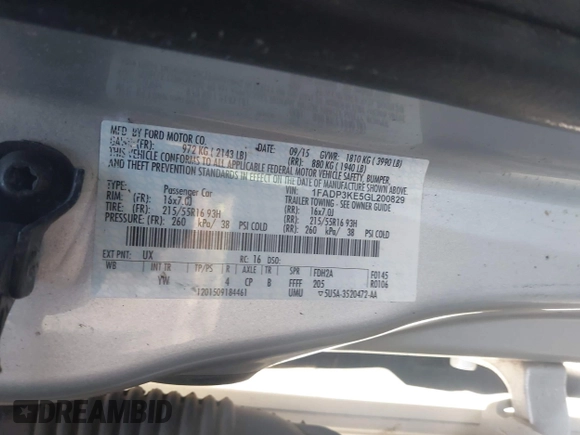 MFD. BY FORD MOTOR CO.
DATE: 09/15 GVWR: 1810 KG ( 3990 LB)
(FR): 972 KG ( 2143 LB) (RR): 880 KG ( 1940 LB)
THIS VEHICLE CONFORMS TO ALL APPLICABLE FEDERAL MOTOR VEHICLE SAFETY, BUMPER,
AND THEFT PREVENTION STANDARDS IN EFFECT ON THE DATE OF MANUFACTURE SHOWN ABOVE.
VIN: 1FADP3KE5GL200829
TYPE: Passenger Car TRAILER TOWING - SEE OWNER GUIDE
RIM: (FR): 16x7.0J (RR): 16x7.0J
TIRE: (FR): 215/55R16 93H (RR): 215/55R16 93H
PRESSURE: (FR): 260 kPa/ 38 PSI COLD (RR): 260 kPa/ 38 PSI COLD
EXT PNT: UX RC: 16 DSO:
WB INT TR TP/PS R AXLE TR SPR FDH2A F0145
YW 4 CP B FFFF 205 R0106
1201509184461 UMU 5U5A-3520472-AA
DREAMBID